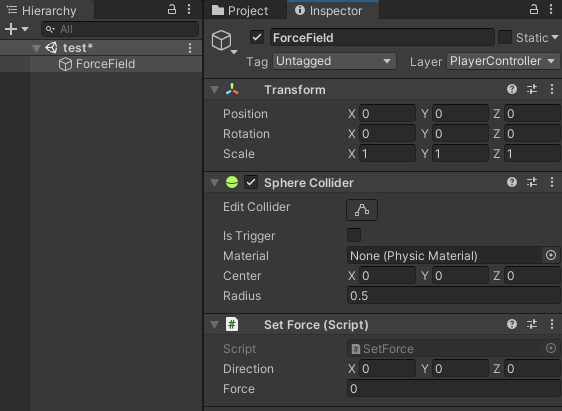 Hierarchy
All
test*
ForceField
Project
Inspector
ForceField
Static
Tag Untagged Layer PlayerController
Transform
Position X 0 Y 0 Z 0
Rotation X 0 Y 0 Z 0
Scale X 1 Y 1 Z 1
Sphere Collider
Edit Collider
Is Trigger
Material None (Physic Material)
Center X 0 Y 0 Z 0
Radius 0.5
# Set Force (Script)
Script # SetForce
Direction X 0 Y 0 Z 0
Force 0